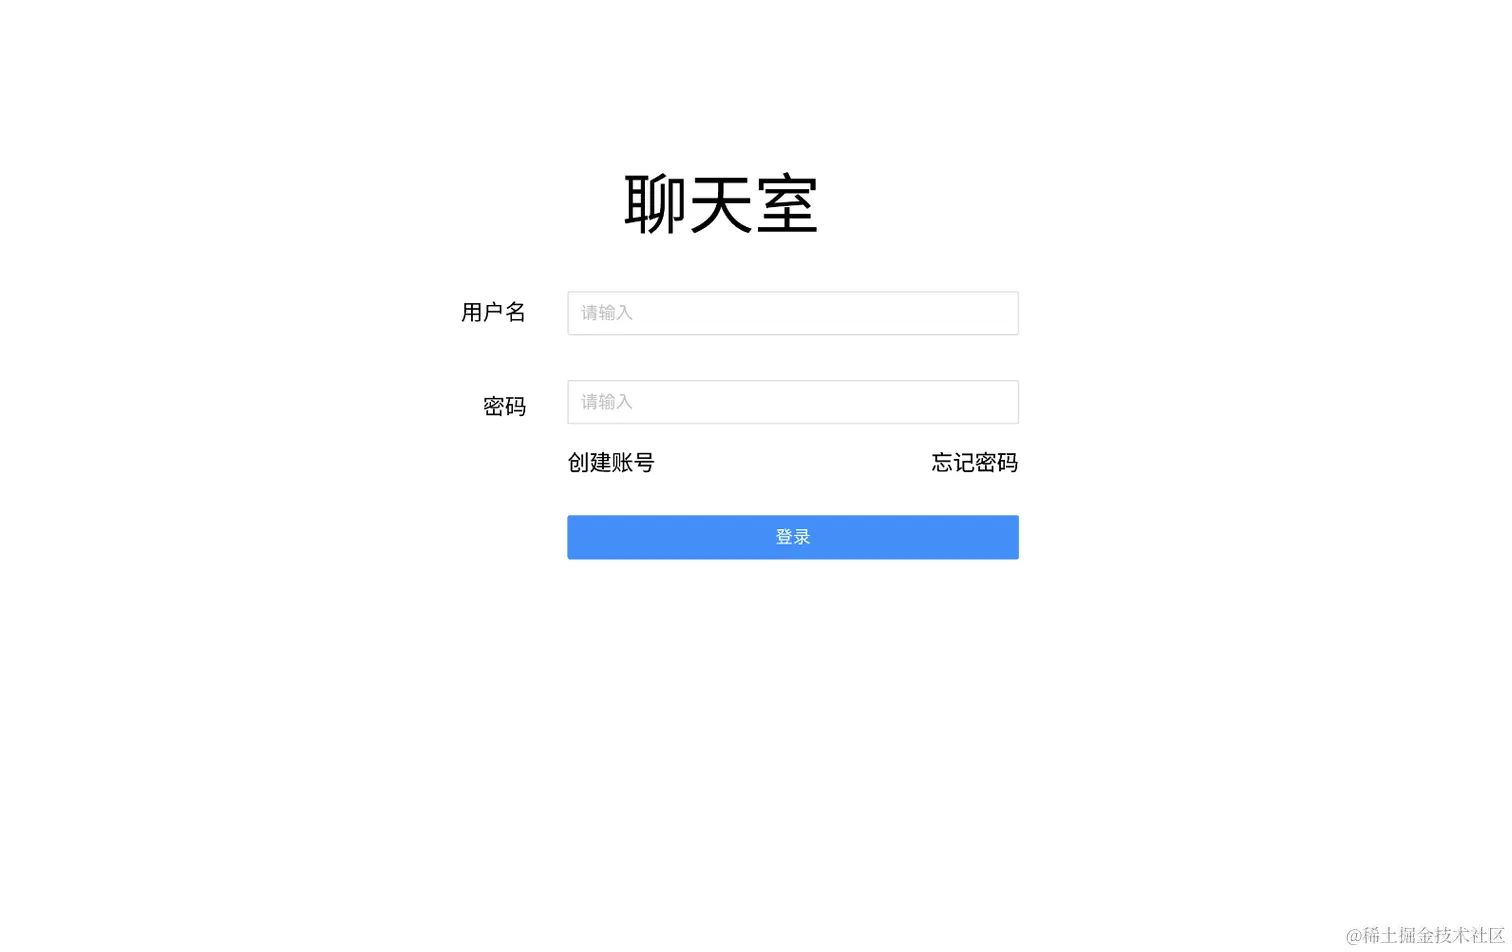 聊天室
用户名
请输入
密码
请输入
创建账号 忘记密码
登录
@稀土掘金技术社区